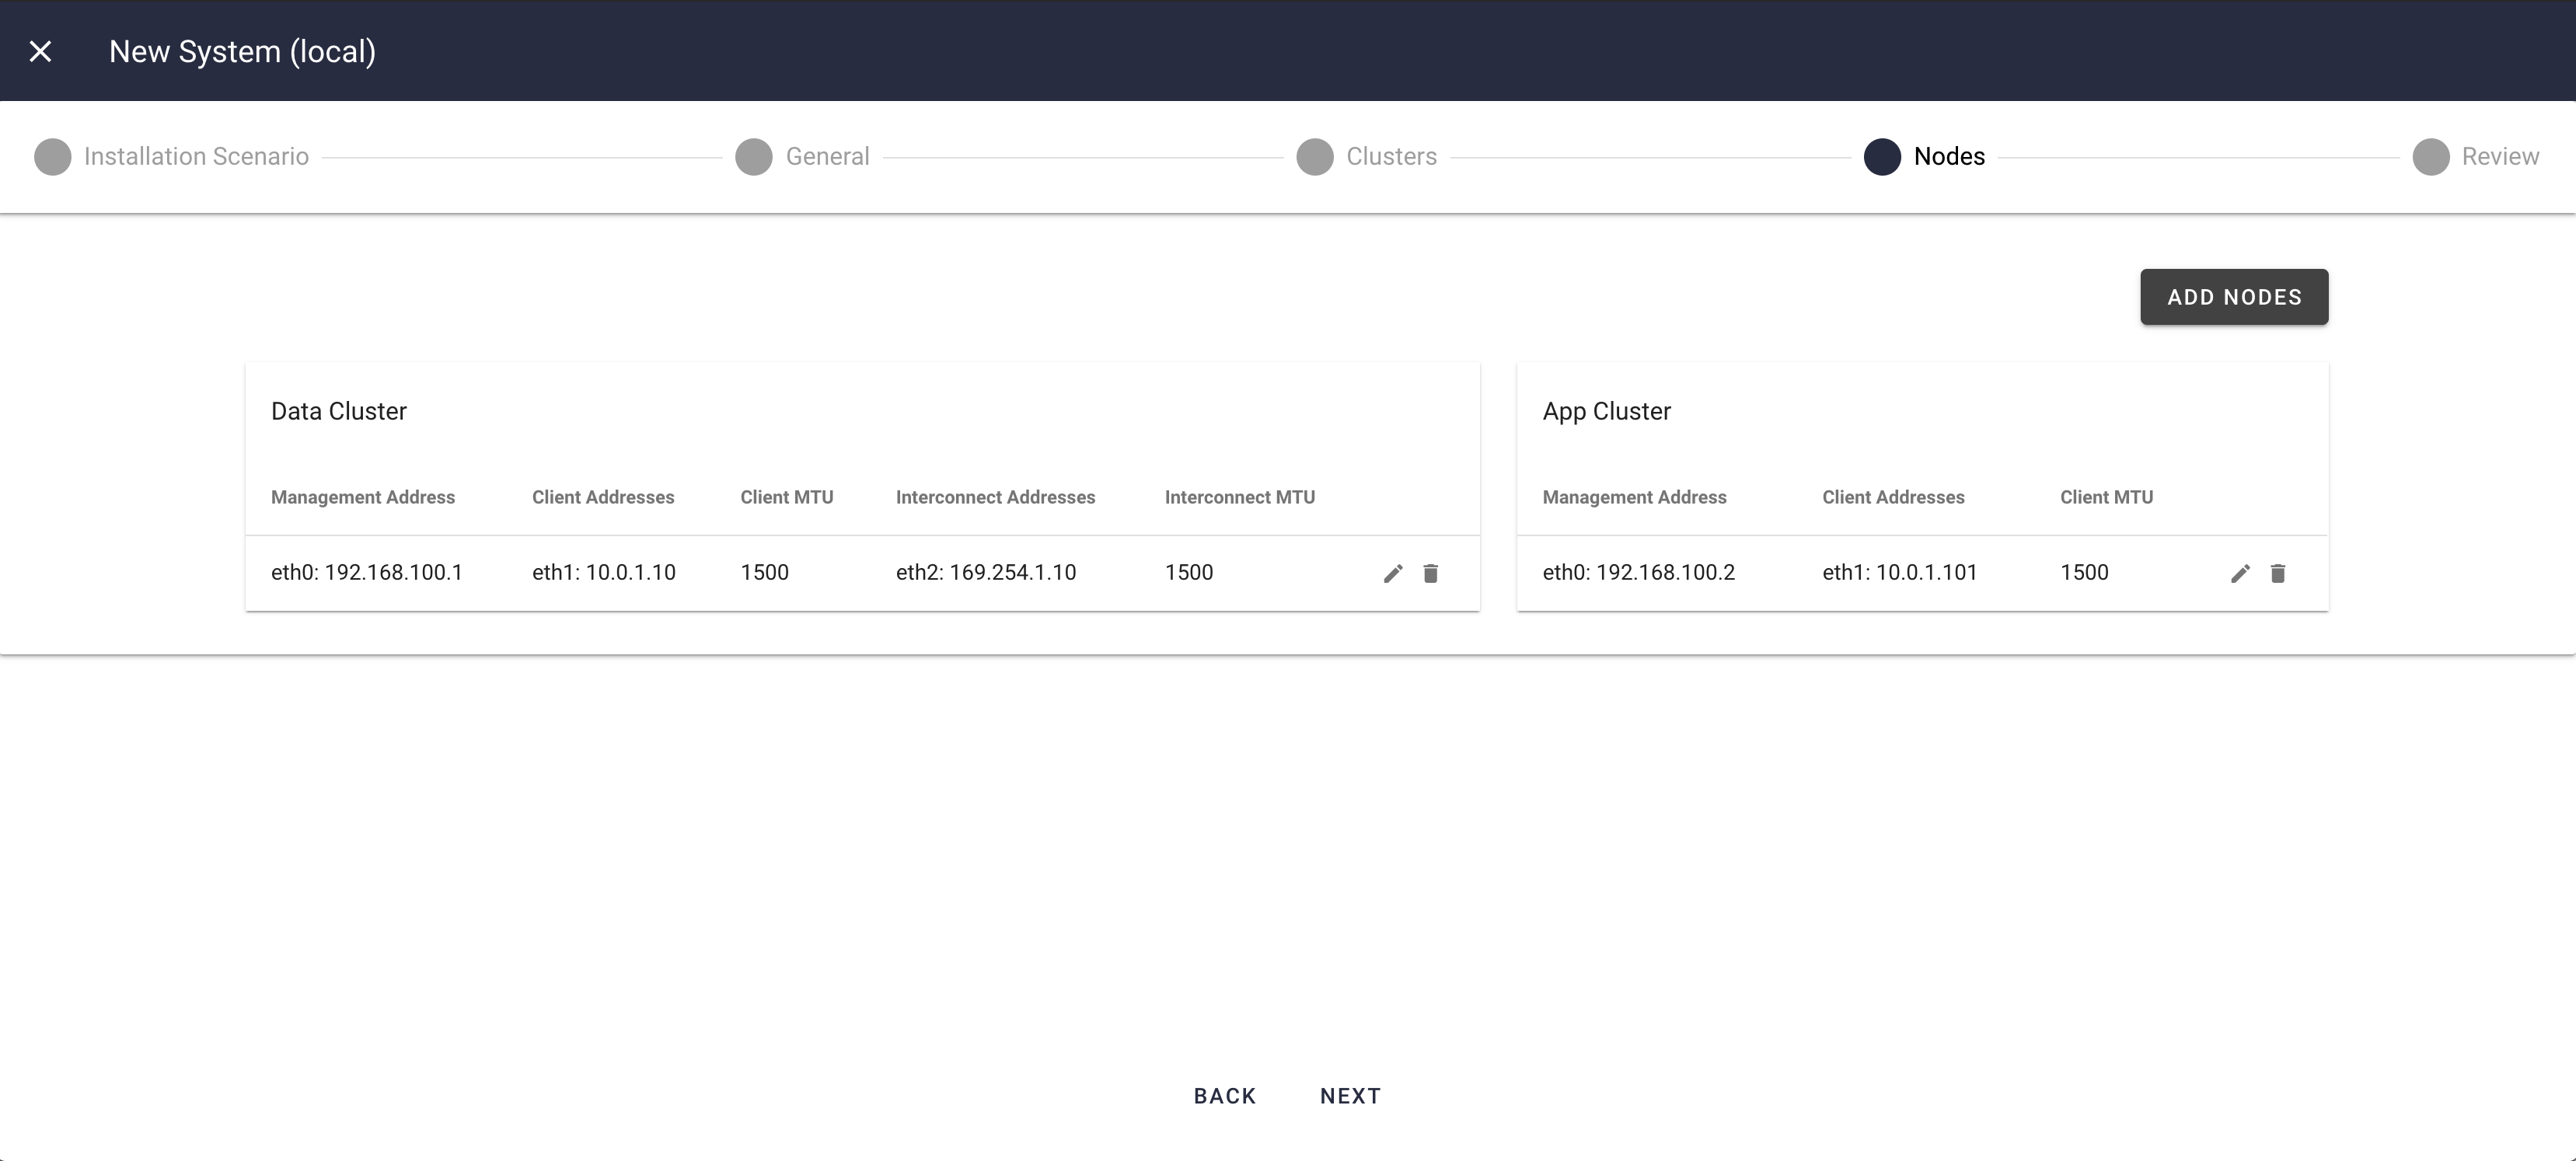 New System (local)
Installation Scenario General Clusters Nodes Review
ADD NODES
Data Cluster
Management Address Client Addresses Client MTU Interconnect Addresses Interconnect MTU
eth0: 192.168.100.1 eth1: 10.0.1.10 1500 eth2: 169.254.1.10 1500
App Cluster
Management Address Client Addresses Client MTU
eth0: 192.168.100.2 eth1: 10.0.1.101 1500
BACK NEXT